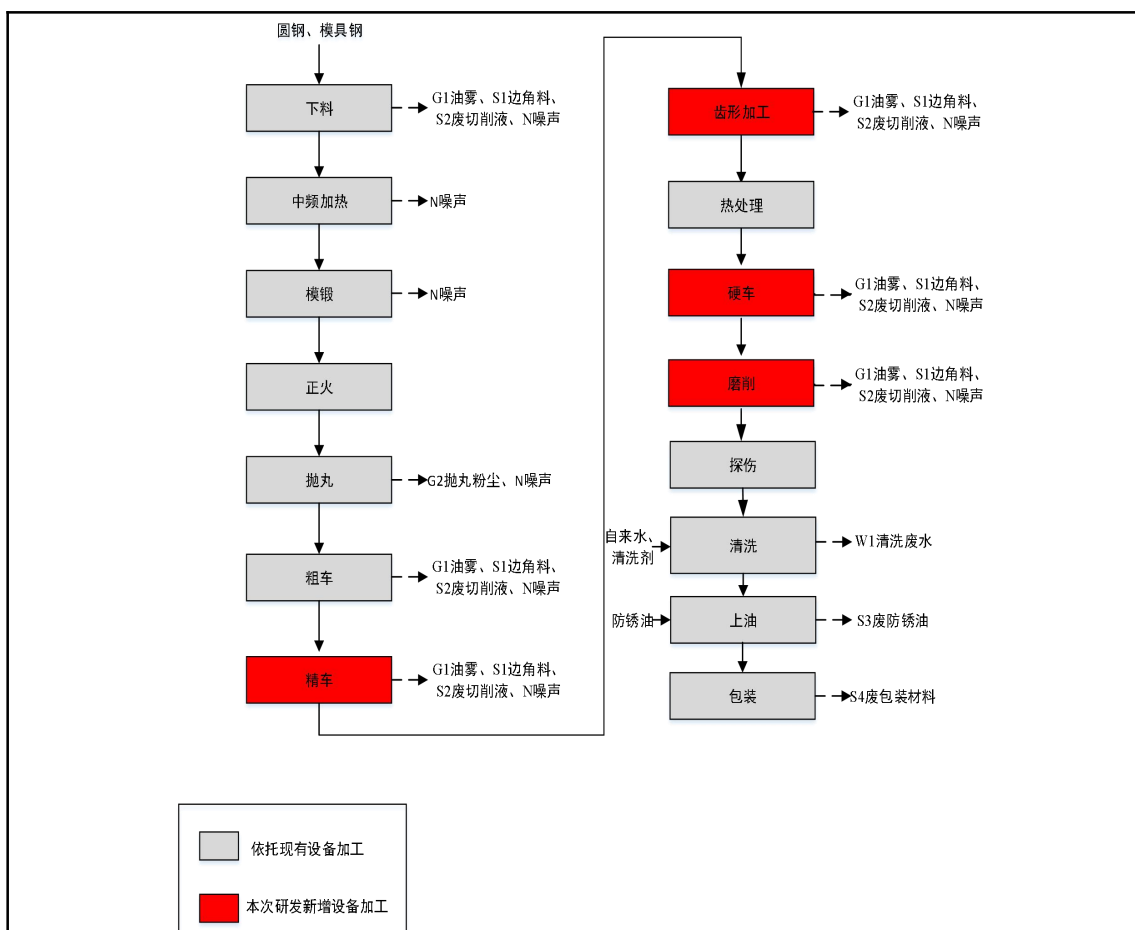 圆钢、模具钢
下料
G1油雾、S1边角料、
S2废切削液、N噪声
中频加热
N噪声
模锻
N噪声
正火
抛丸
G2抛丸粉尘、N噪声
粗车
G1油雾、S1边角料、
S2废切削液、N噪声
精车
G1油雾、S1边角料、
S2废切削液、N噪声
齿形加工
G1油雾、S1边角料、
S2废切削液、N噪声
热处理
硬车
G1油雾、S1边角料、
S2废切削液、N噪声
磨削
G1油雾、S1边角料、
S2废切削液、N噪声
探伤
自来水、
清洗剂
清洗
W1清洗废水
防锈油
上油
S3废防锈油
包装
S4废包装材料
依托现有设备加工
本次研发新增设备加工